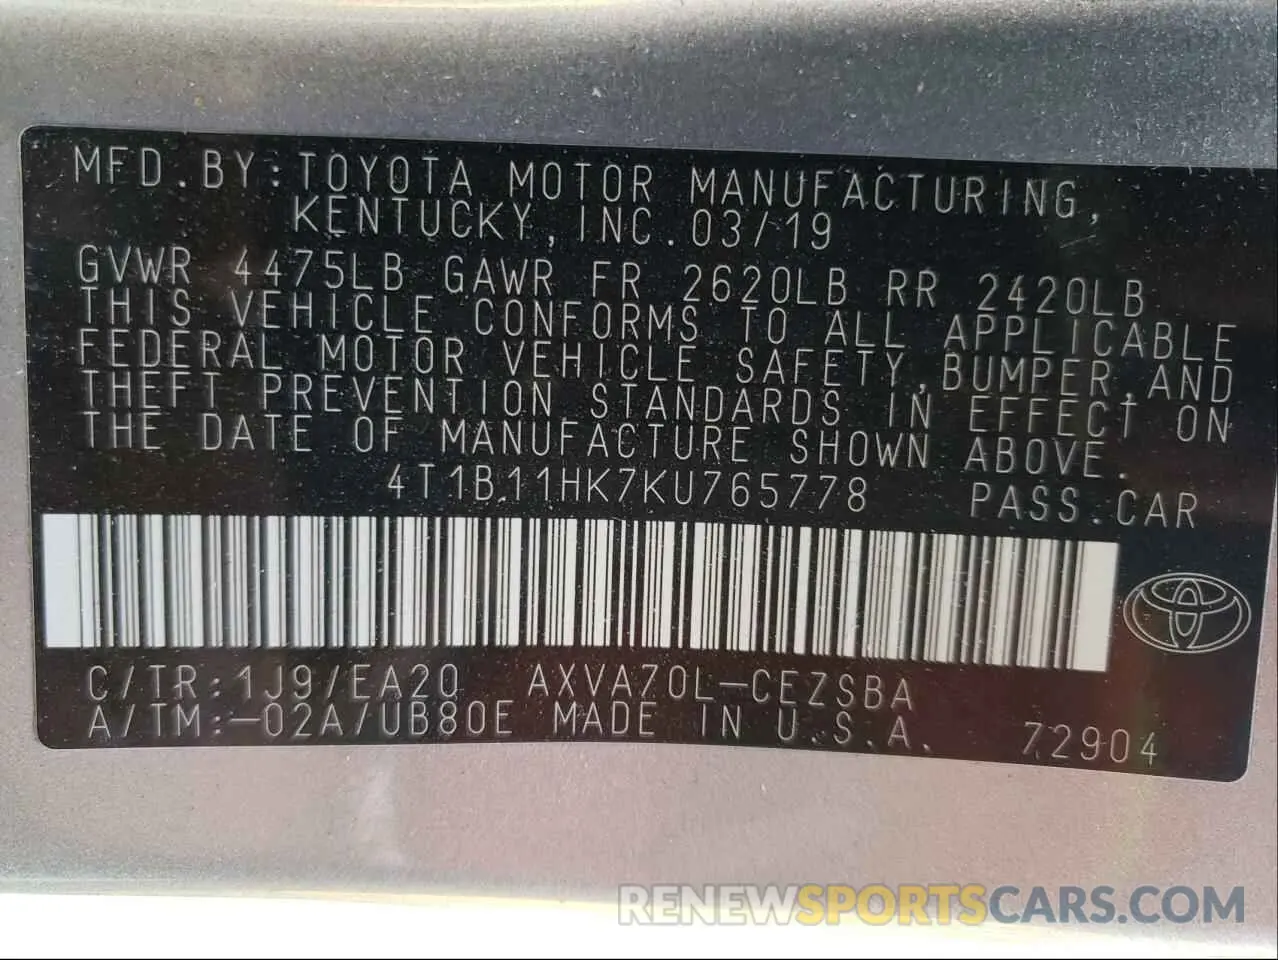 MFD.BY:TOYOTA MOTOR MANUFACTURING,
KENTUCKY,INC.03/19
GVWR 4475LB GAWR FR 2620LB RR 2420LB
THIS VEHICLE CONFORMS TO ALL APPLICABLE
FEDERAL MOTOR VEHICLE SAFETY,BUMPER,AND
THEFT PREVENTION STANDARDS IN EFFECT ON
THE DATE OF MANUFACTURE SHOWN ABOVE.
4T1B11HK7KU765778 PASS.CAR
C/TR:1J9/EA20 AXVA70L-CEZSBA
A/TM:-02A/UB80E MADE IN U.S.A. 72904
RENEWSPORTSCARS.COM